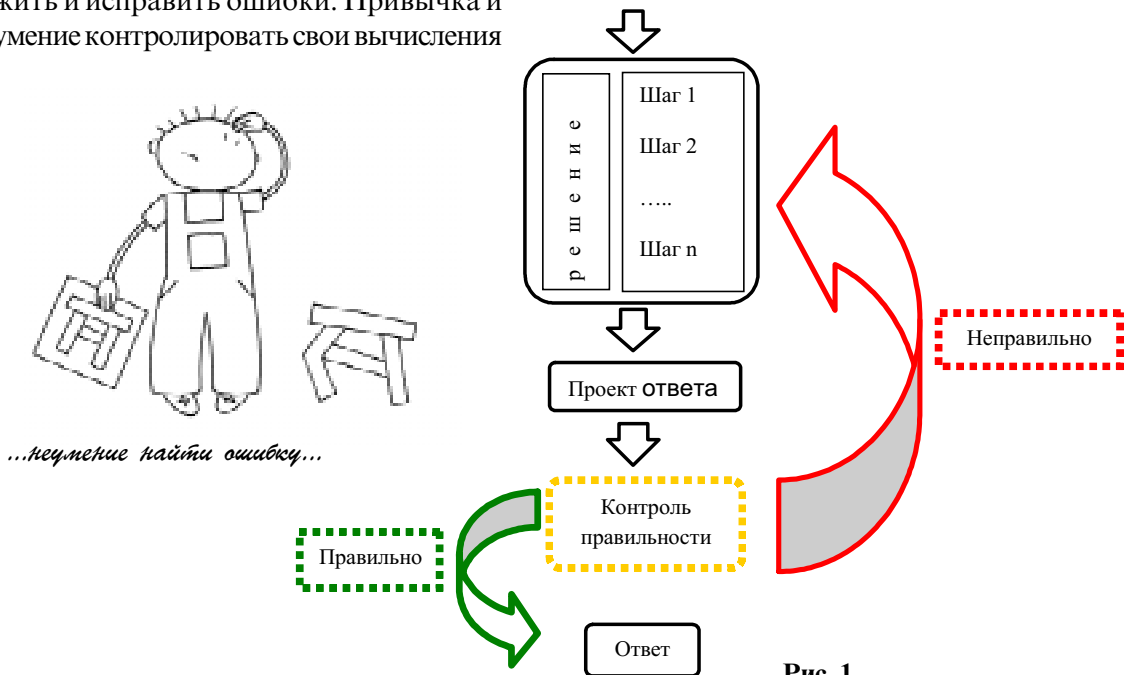 жить и исправить ошибки. Привычка и
умение контролировать свои вычисления
решение
Шаг 1
Шаг 2
…..
Шаг n
Проект ответа
Неправильно
...неумение найти ошибку...
Контроль
правильности
Правильно
Ответ
Рис. 1